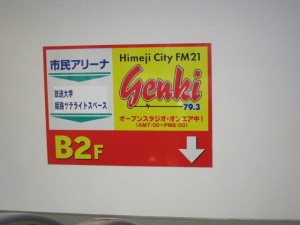 市民アリーナ
放送大学
姫路サテライトスペース
Himeji City FM21
Genki
79.3
オープンスタジオ・オンエア中!
(AM7:00~PM8:00)
B2F